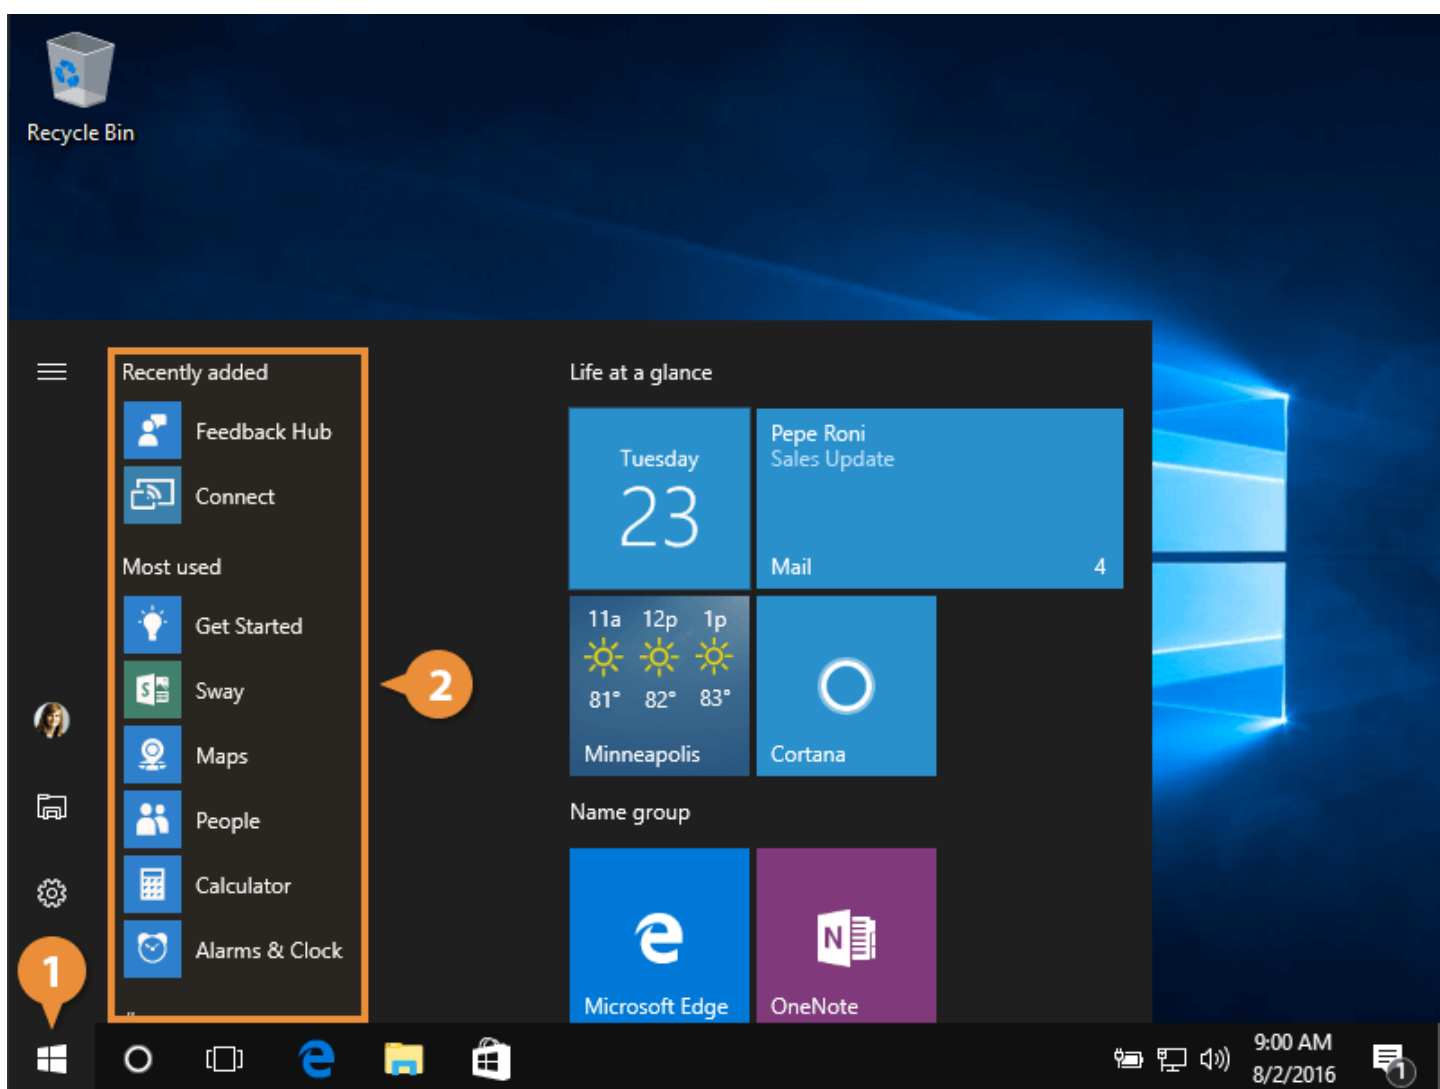 Recycle Bin
Recently added
Feedback Hub
Connect
Most used
Get Started
Sway
Maps
People
Calculator
Alarms & Clock
2
1
Life at a glance
Tuesday
23
Pepe Roni
Sales Update
Mail 4
11a 12p 1p
81° 82° 83°
Minneapolis
Cortana
Name group
Microsoft Edge
N
OneNote
9:00 AM
8/2/2016
1